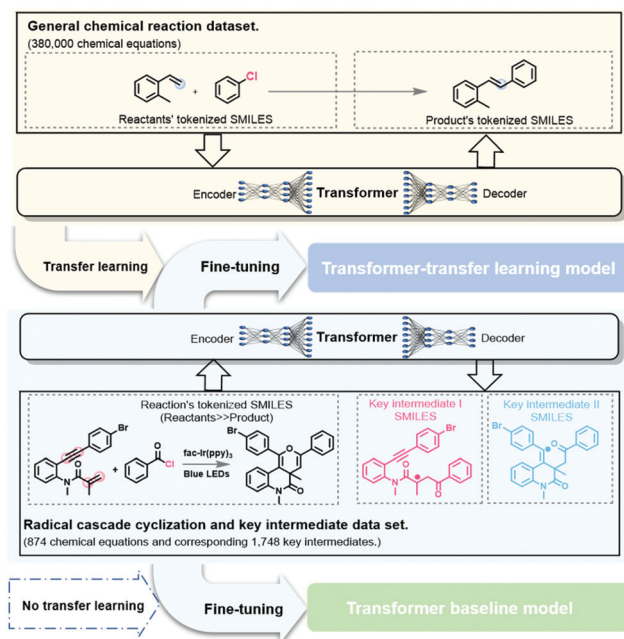 General chemical reaction dataset.
(380,000 chemical equations)
Cl
+
Reactants' tokenized SMILES
Product's tokenized SMILES
Encoder
Transformer
Decoder
Transfer learning
Fine-tuning
Transformer-transfer learning model
Encoder
Transformer
Decoder
Reaction's tokenized SMILES
(Reactants>>Product)
Key intermediate I
SMILES
Key intermediate II
SMILES
Br
O
Cl
N
O
+
fac-Ir(ppy)3
Blue LEDs
Br
O
N
O
Br
N
O
O
Br
O
N
O
Radical cascade cyclization and key intermediate data set.
(874 chemical equations and corresponding 1,748 key intermediates.)
No transfer learning
Fine-tuning
Transformer baseline model